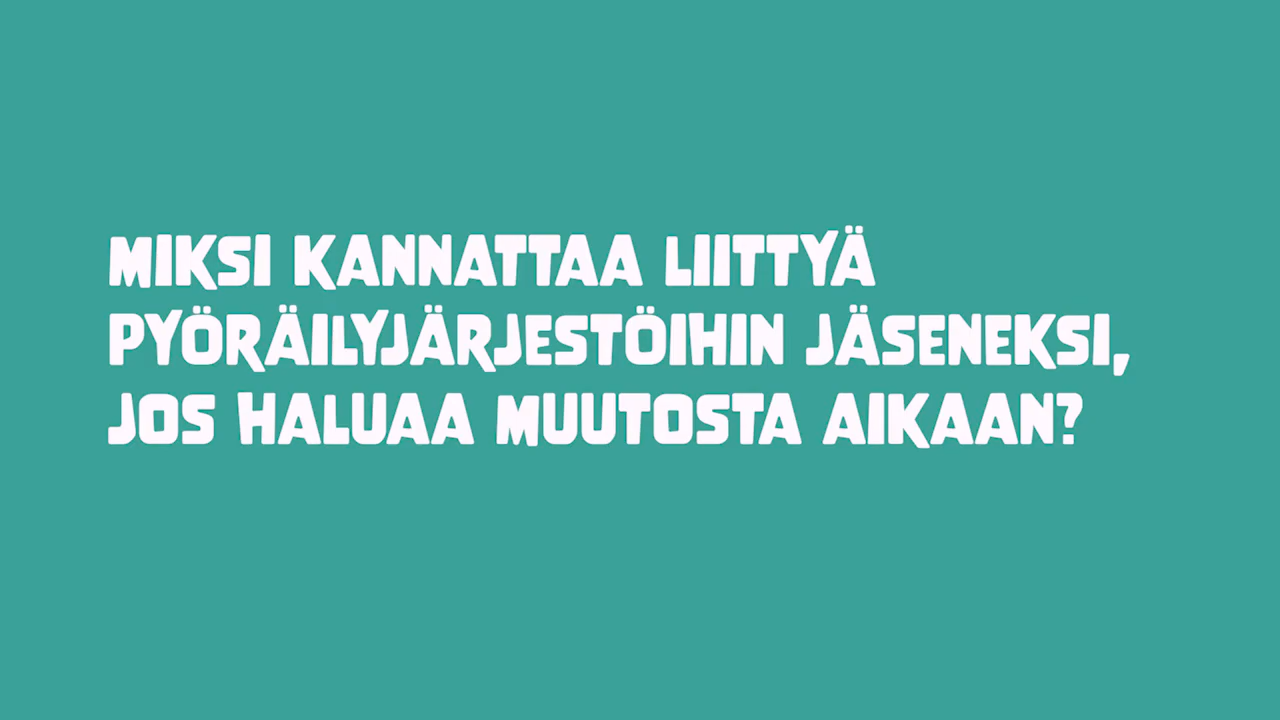 MIKSI KANNATTAA LIITTYÄ
PYÖRÄILYJÄRJESTÖIHIN JÄSENEKSI,
JOS HALUAA MUUTOSTA AIKAAN?